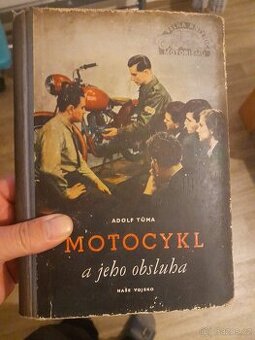 ADOLF TŮMA
MOTOCYKL
a jeho obsluha
NAŠE VOJSKO